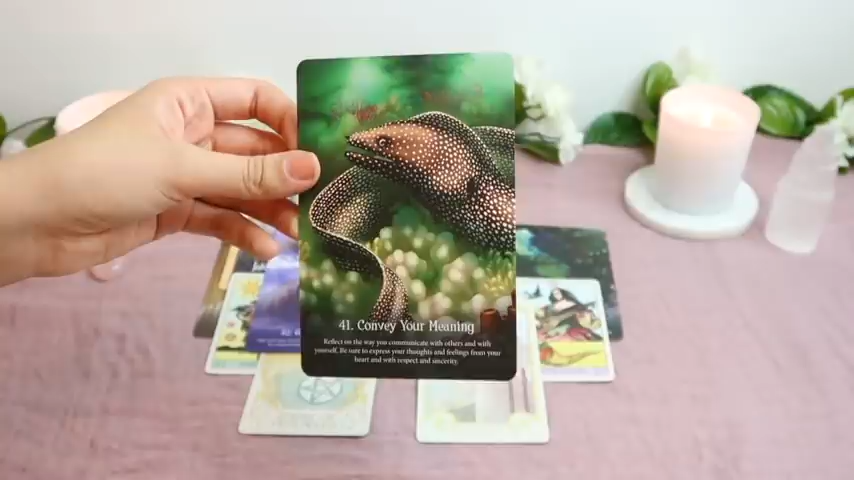 41. Convey Your Meaning
Reflect on the way you communicate with others and with
yourself. Be sure to express your thoughts and feelings from your
heart and with respect and sincerity.